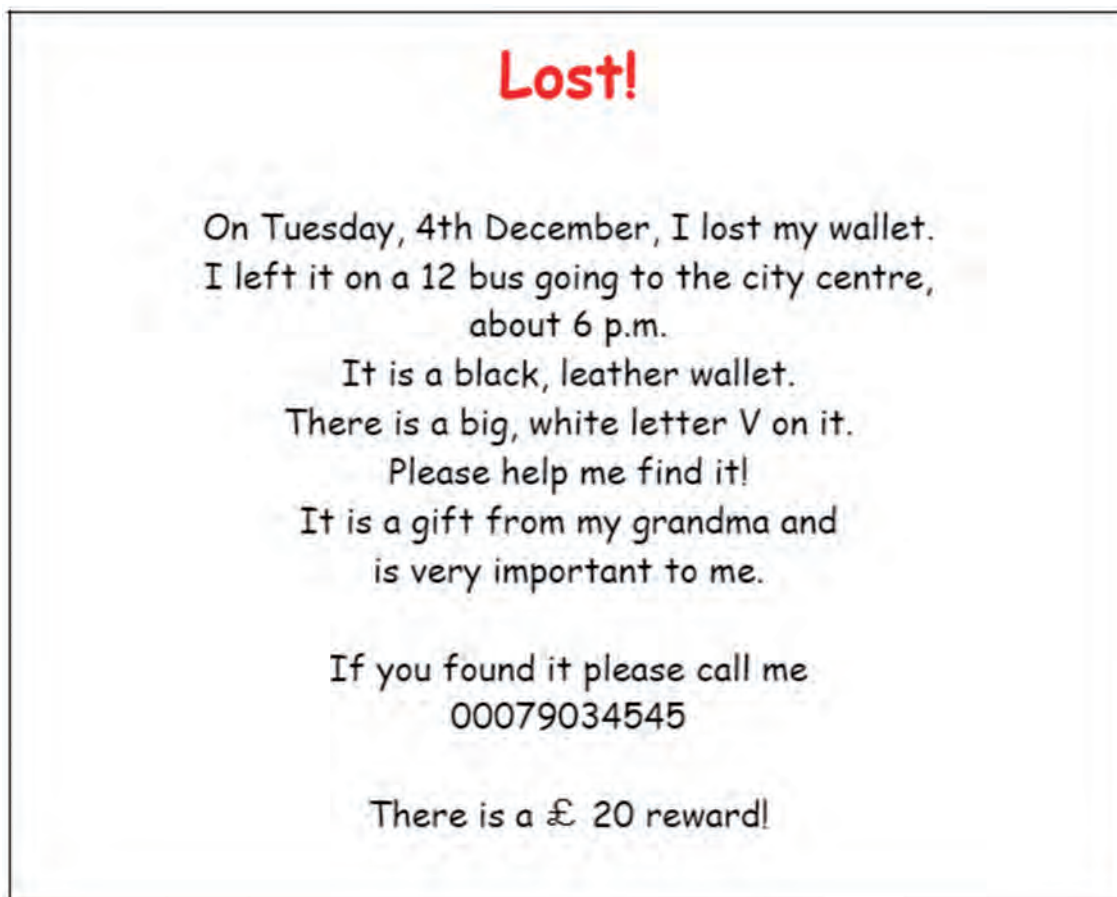 Lost!
On Tuesday, 4th December, I lost my wallet.
I left it on a 12 bus going to the city centre,
about 6 p.m.
It is a black, leather wallet.
There is a big, white letter V on it.
Please help me find it!
It is a gift from my grandma and
is very important to me.
If you found it please call me
00079034545
There is a £ 20 reward!